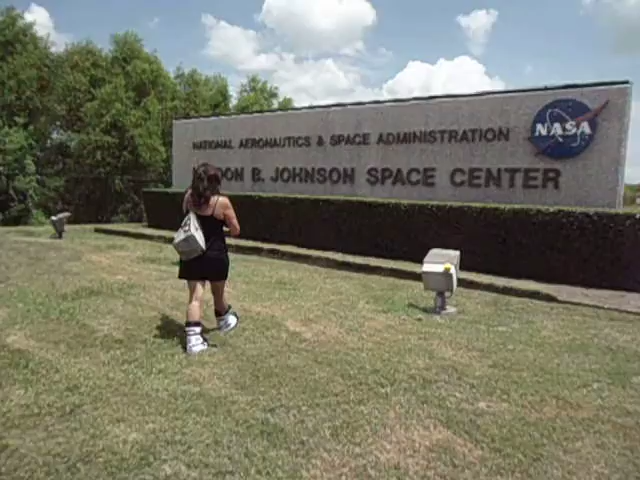 NATIONAL AERONAUTICS & SPACE ADMINISTRATION
B. JOHNSON SPACE CENTER
NASA